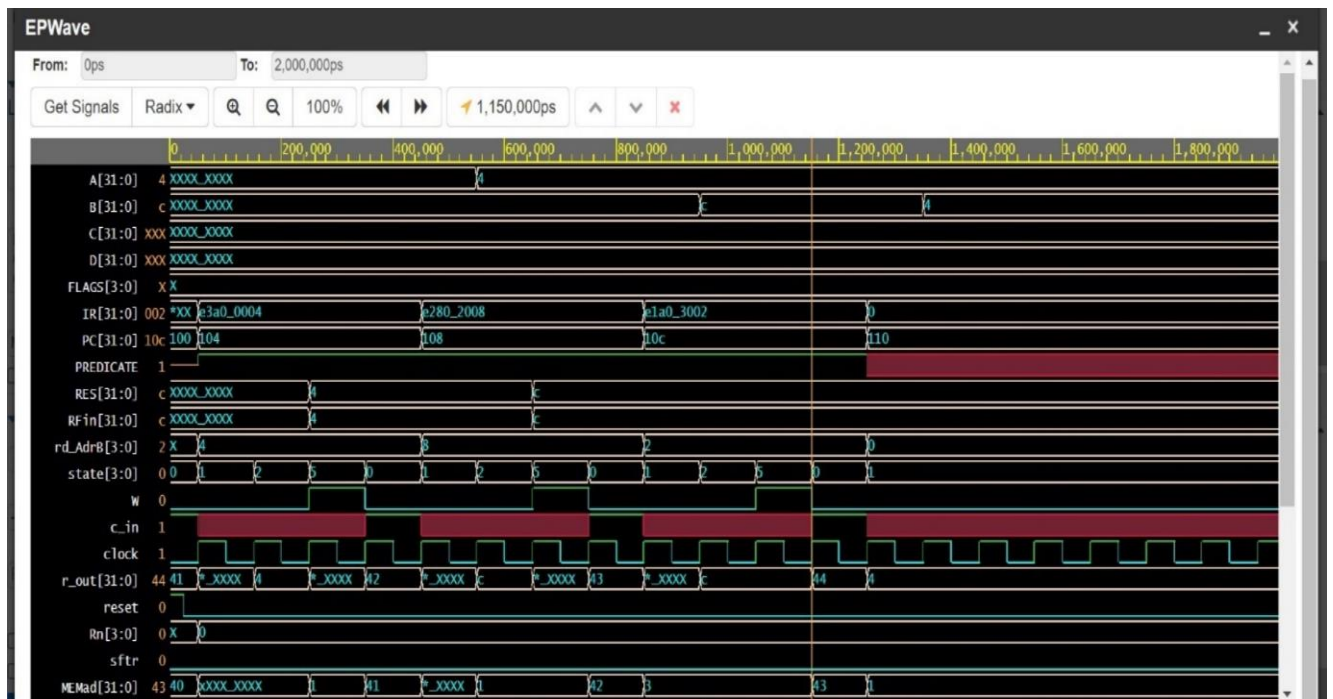 EPWave
From: 0ps To: 2,000,000ps
Get Signals Radix 100% 1,150,000ps
0 200,000 400,000 600,000 800,000 1,000,000 1,200,000 1,400,000 1,600,000 1,800,000
A[31:0] 4 XXXX_XXXX 4
B[31:0] c XXXX_XXXX c 4
C[31:0] XXX XXXX_XXXX
D[31:0] XXX XXXX_XXXX
FLAGS[3:0] X X
IR[31:0] 002 *XX e3a0_0004 e280_2008 e1a0_3002 0
PC[31:0] 10c 100 104 108 10c 110
PREDICATE 1
RES[31:0] c XXXX_XXXX 4 c
RFin[31:0] c XXXX_XXXX 4 c
rd_AdrB[3:0] 2 X 4 8 2 0
state[3:0] 0 0 1 2 5 0 1 2 5 0 1 2 5 0 1
W 0
c_in 1
clock 1
r_out[31:0] 44 41 *_XXXX 4 *_XXXX 42 *_XXXX c *_XXXX 43 *_XXXX c 44 4
reset 0
Rn[3:0] 0 X 0
sftr 0
MEMad[31:0] 43 40 xXXX_XXXX 1 41 *_XXXX 1 42 3 43 1